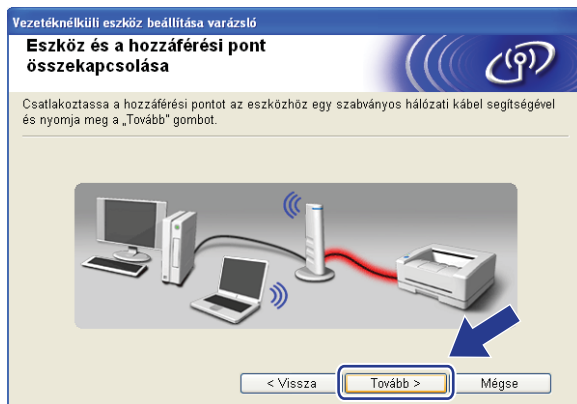 Vezetéknélküli eszköz beállítása varázsló
Eszköz és a hozzáférési pont
összekapcsolása
Csatlakoztassa a hozzáférési pontot az eszközhöz egy szabványos hálózati kábel segítségével
és nyomja meg a „Tovább" gombot.
< Vissza
Tovább >
Mégse